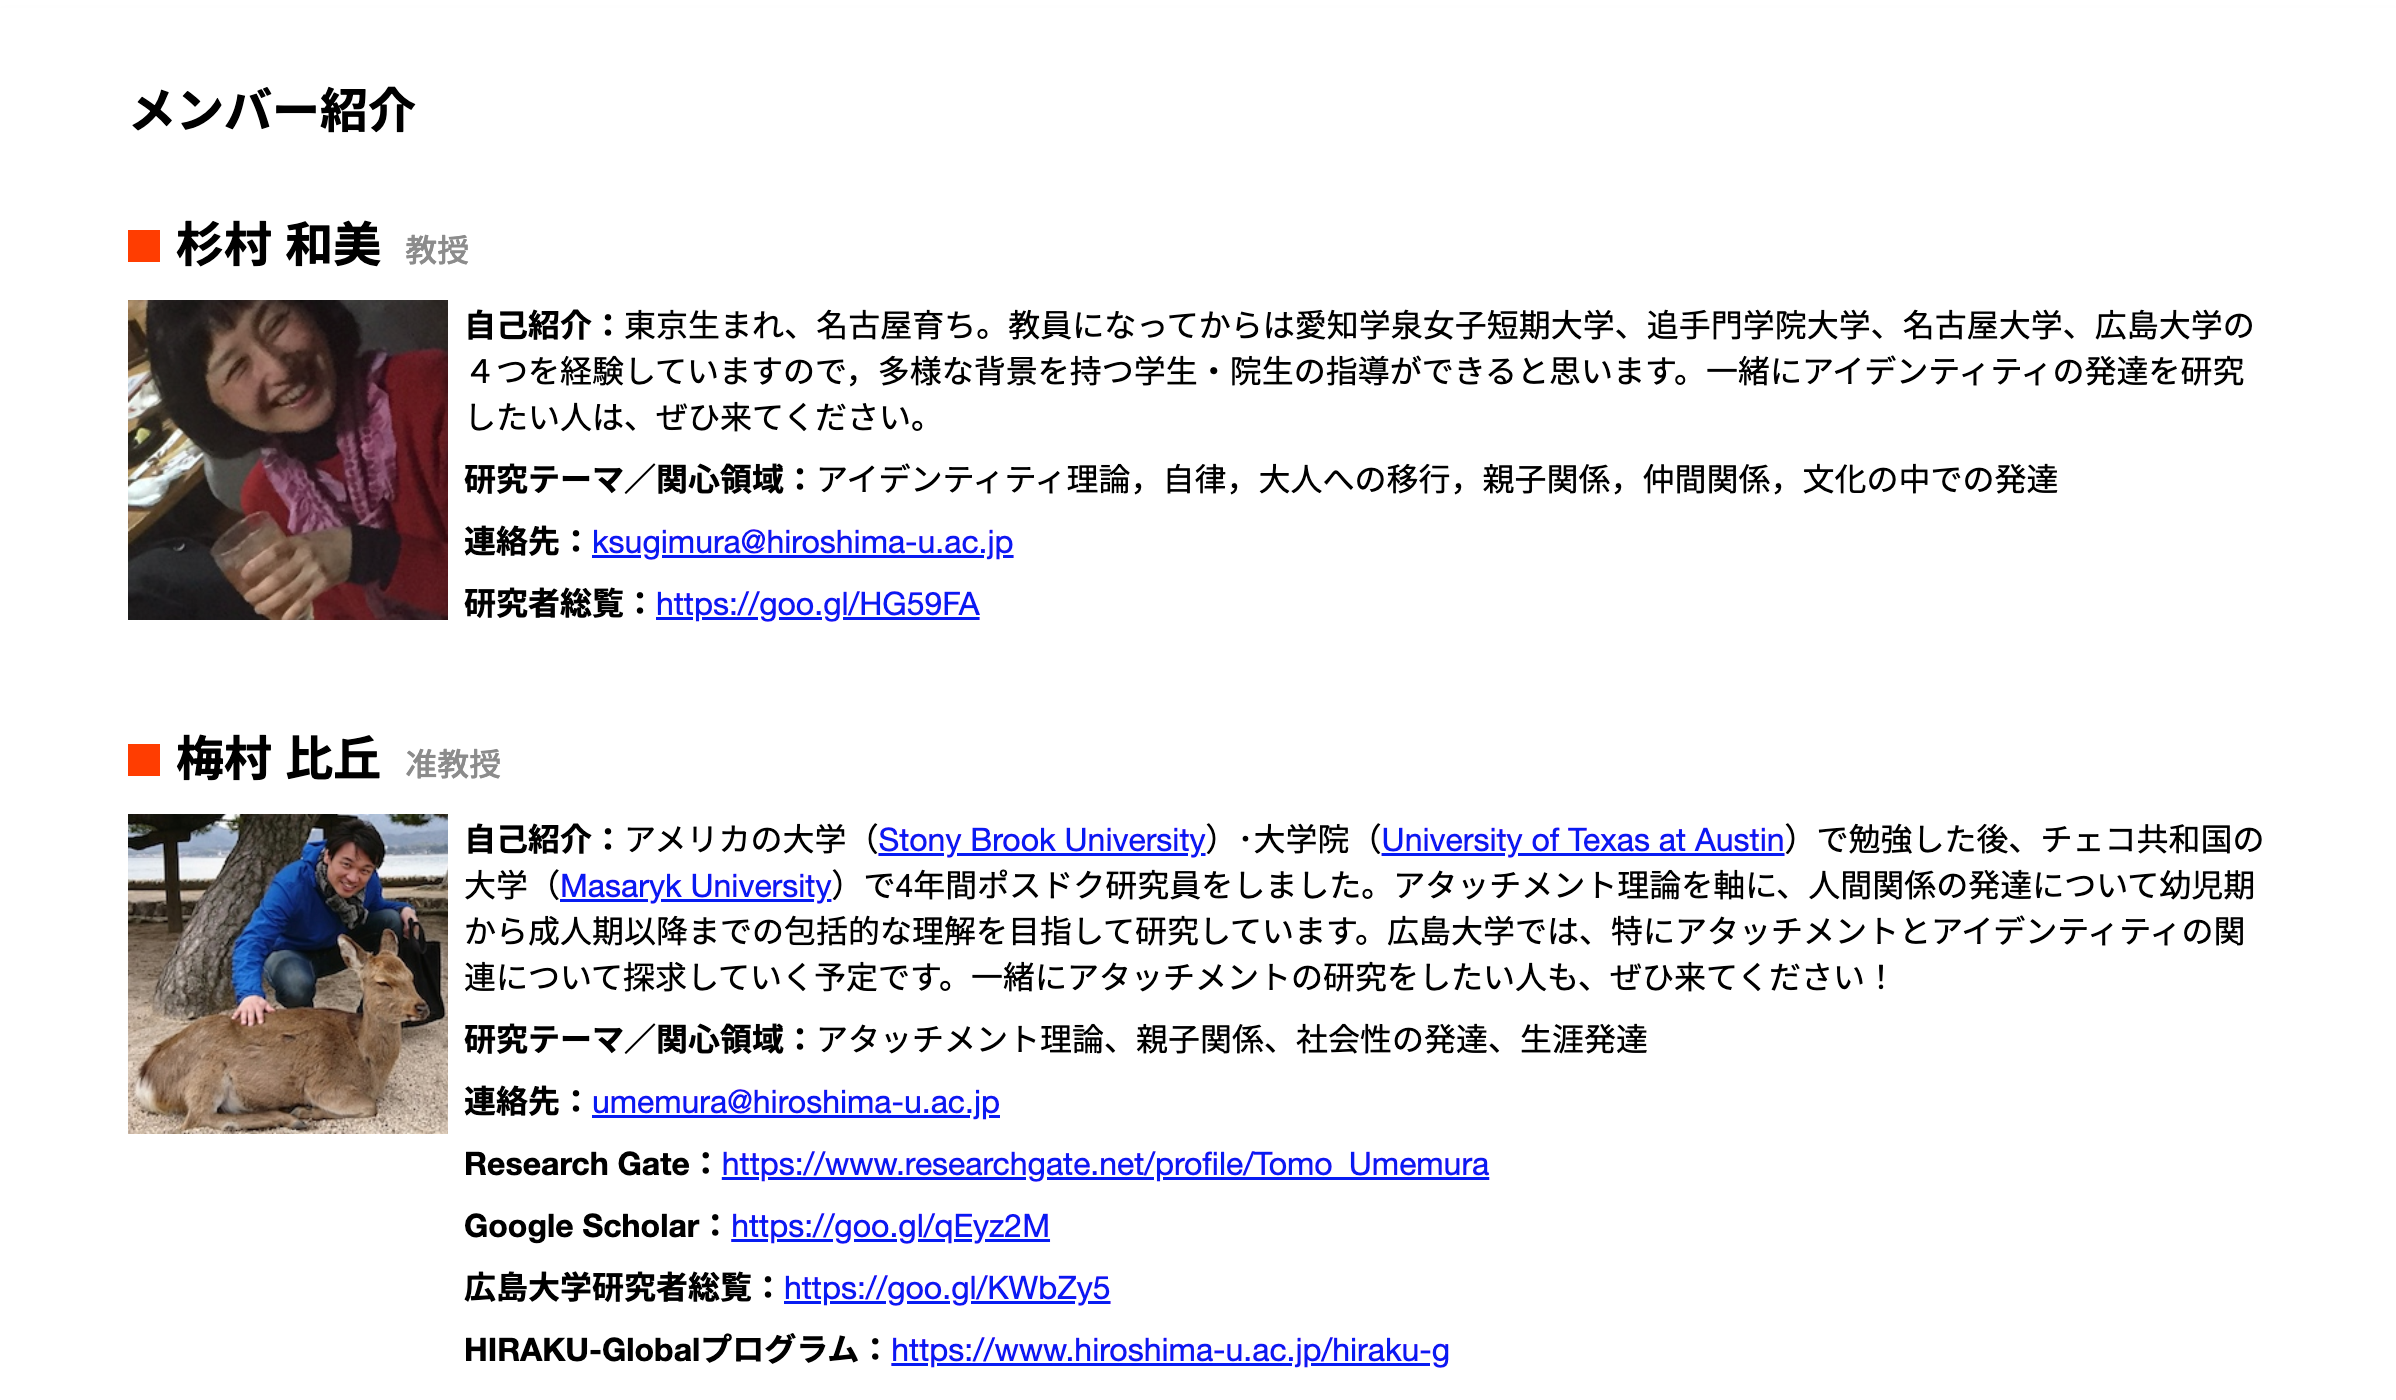 メンバー紹介
杉村 和美 教授
自己紹介：東京生まれ、名古屋育ち。教員になってからは愛知学泉女子短期大学、追手門学院大学、名古屋大学、広島大学の
４つを経験していますので，多様な背景を持つ学生・院生の指導ができると思います。一緒にアイデンティティの発達を研究
したい人は、ぜひ来てください。
研究テーマ／関心領域：アイデンティティ理論，自律，大人への移行，親子関係，仲間関係，文化の中での発達
連絡先：ksugimura@hiroshima-u.ac.jp
研究者総覧：https://goo.gl/HG59FA
梅村 比丘 准教授
自己紹介：アメリカの大学（Stony Brook University）･大学院（University of Texas at Austin）で勉強した後、チェコ共和国の
大学（Masaryk University）で4年間ポスドク研究員をしました。アタッチメント理論を軸に、人間関係の発達について幼児期
から成人期以降までの包括的な理解を目指して研究しています。広島大学では、特にアタッチメントとアイデンティティの関
連について探求していく予定です。一緒にアタッチメントの研究をしたい人も、ぜひ来てください！
研究テーマ／関心領域：アタッチメント理論、親子関係、社会性の発達、生涯発達
連絡先：umemura@hiroshima-u.ac.jp
Research Gate：https://www.researchgate.net/profile/Tomo_Umemura
Google Scholar：https://goo.gl/qEyz2M
広島大学研究者総覧：https://goo.gl/KWbZy5
HIRAKU-Globalプログラム：https://www.hiroshima-u.ac.jp/hiraku-g